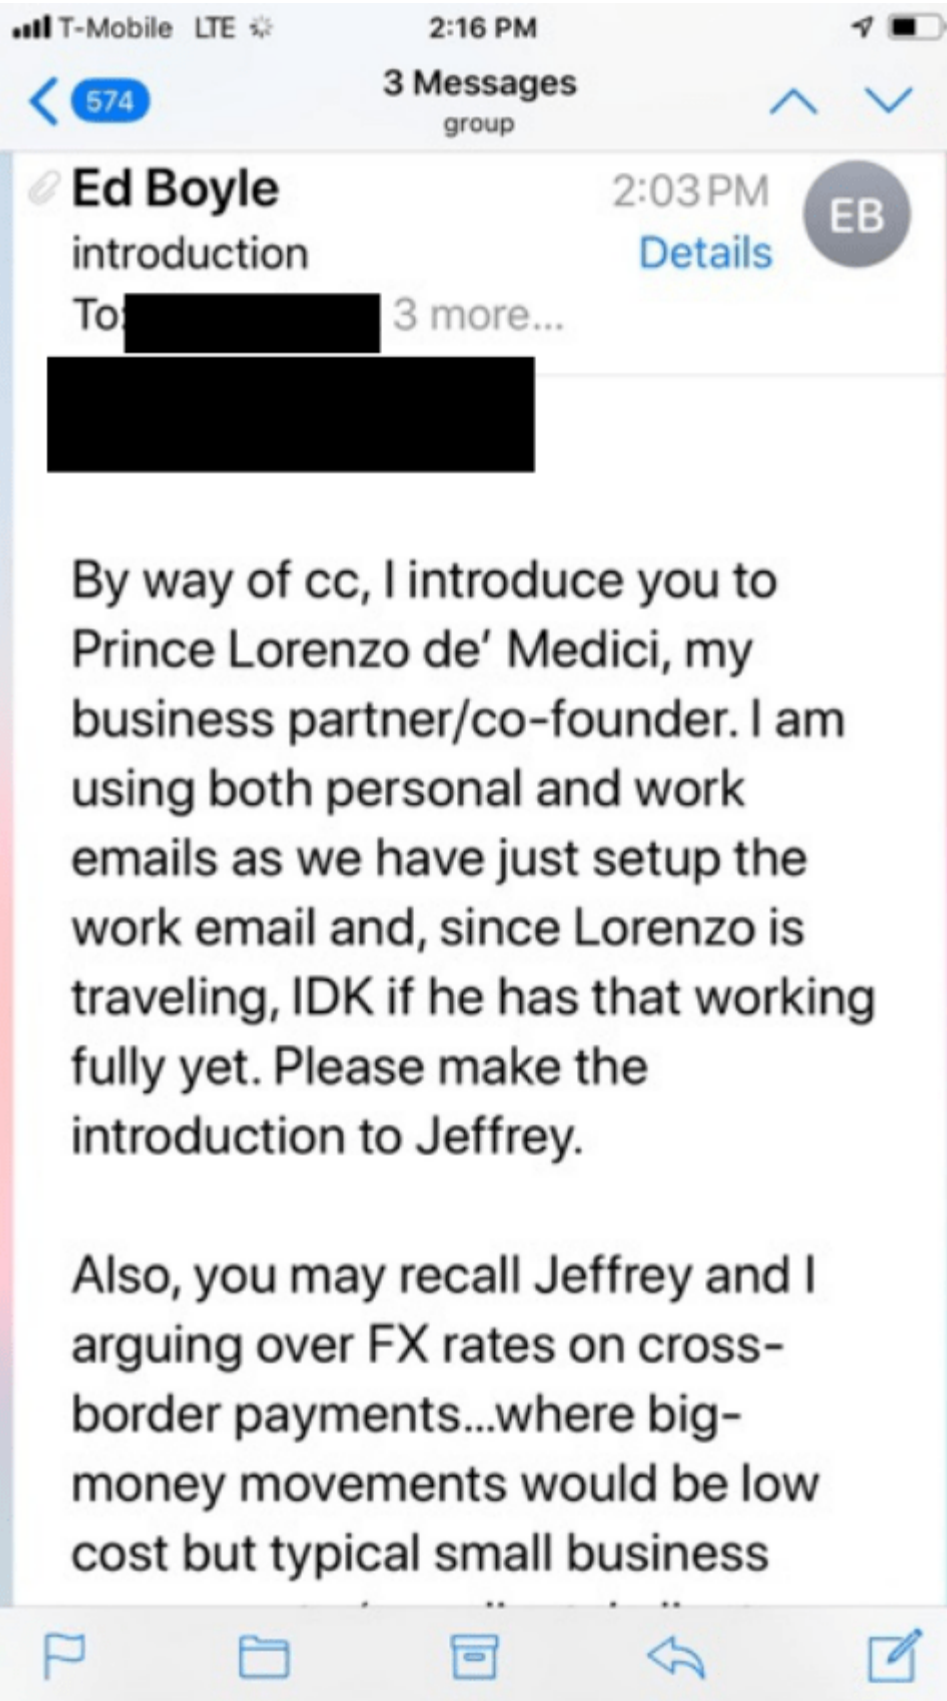 T-Mobile LTE 2:16 PM
574 3 Messages
group
Ed Boyle 2:03 PM EB
introduction Details
To: 3 more...
By way of cc, I introduce you to
Prince Lorenzo de' Medici, my
business partner/co-founder. I am
using both personal and work
emails as we have just setup the
work email and, since Lorenzo is
traveling, IDK if he has that working
fully yet. Please make the
introduction to Jeffrey.
Also, you may recall Jeffrey and I
arguing over FX rates on cross-
border payments...where big-
money movements would be low
cost but typical small business